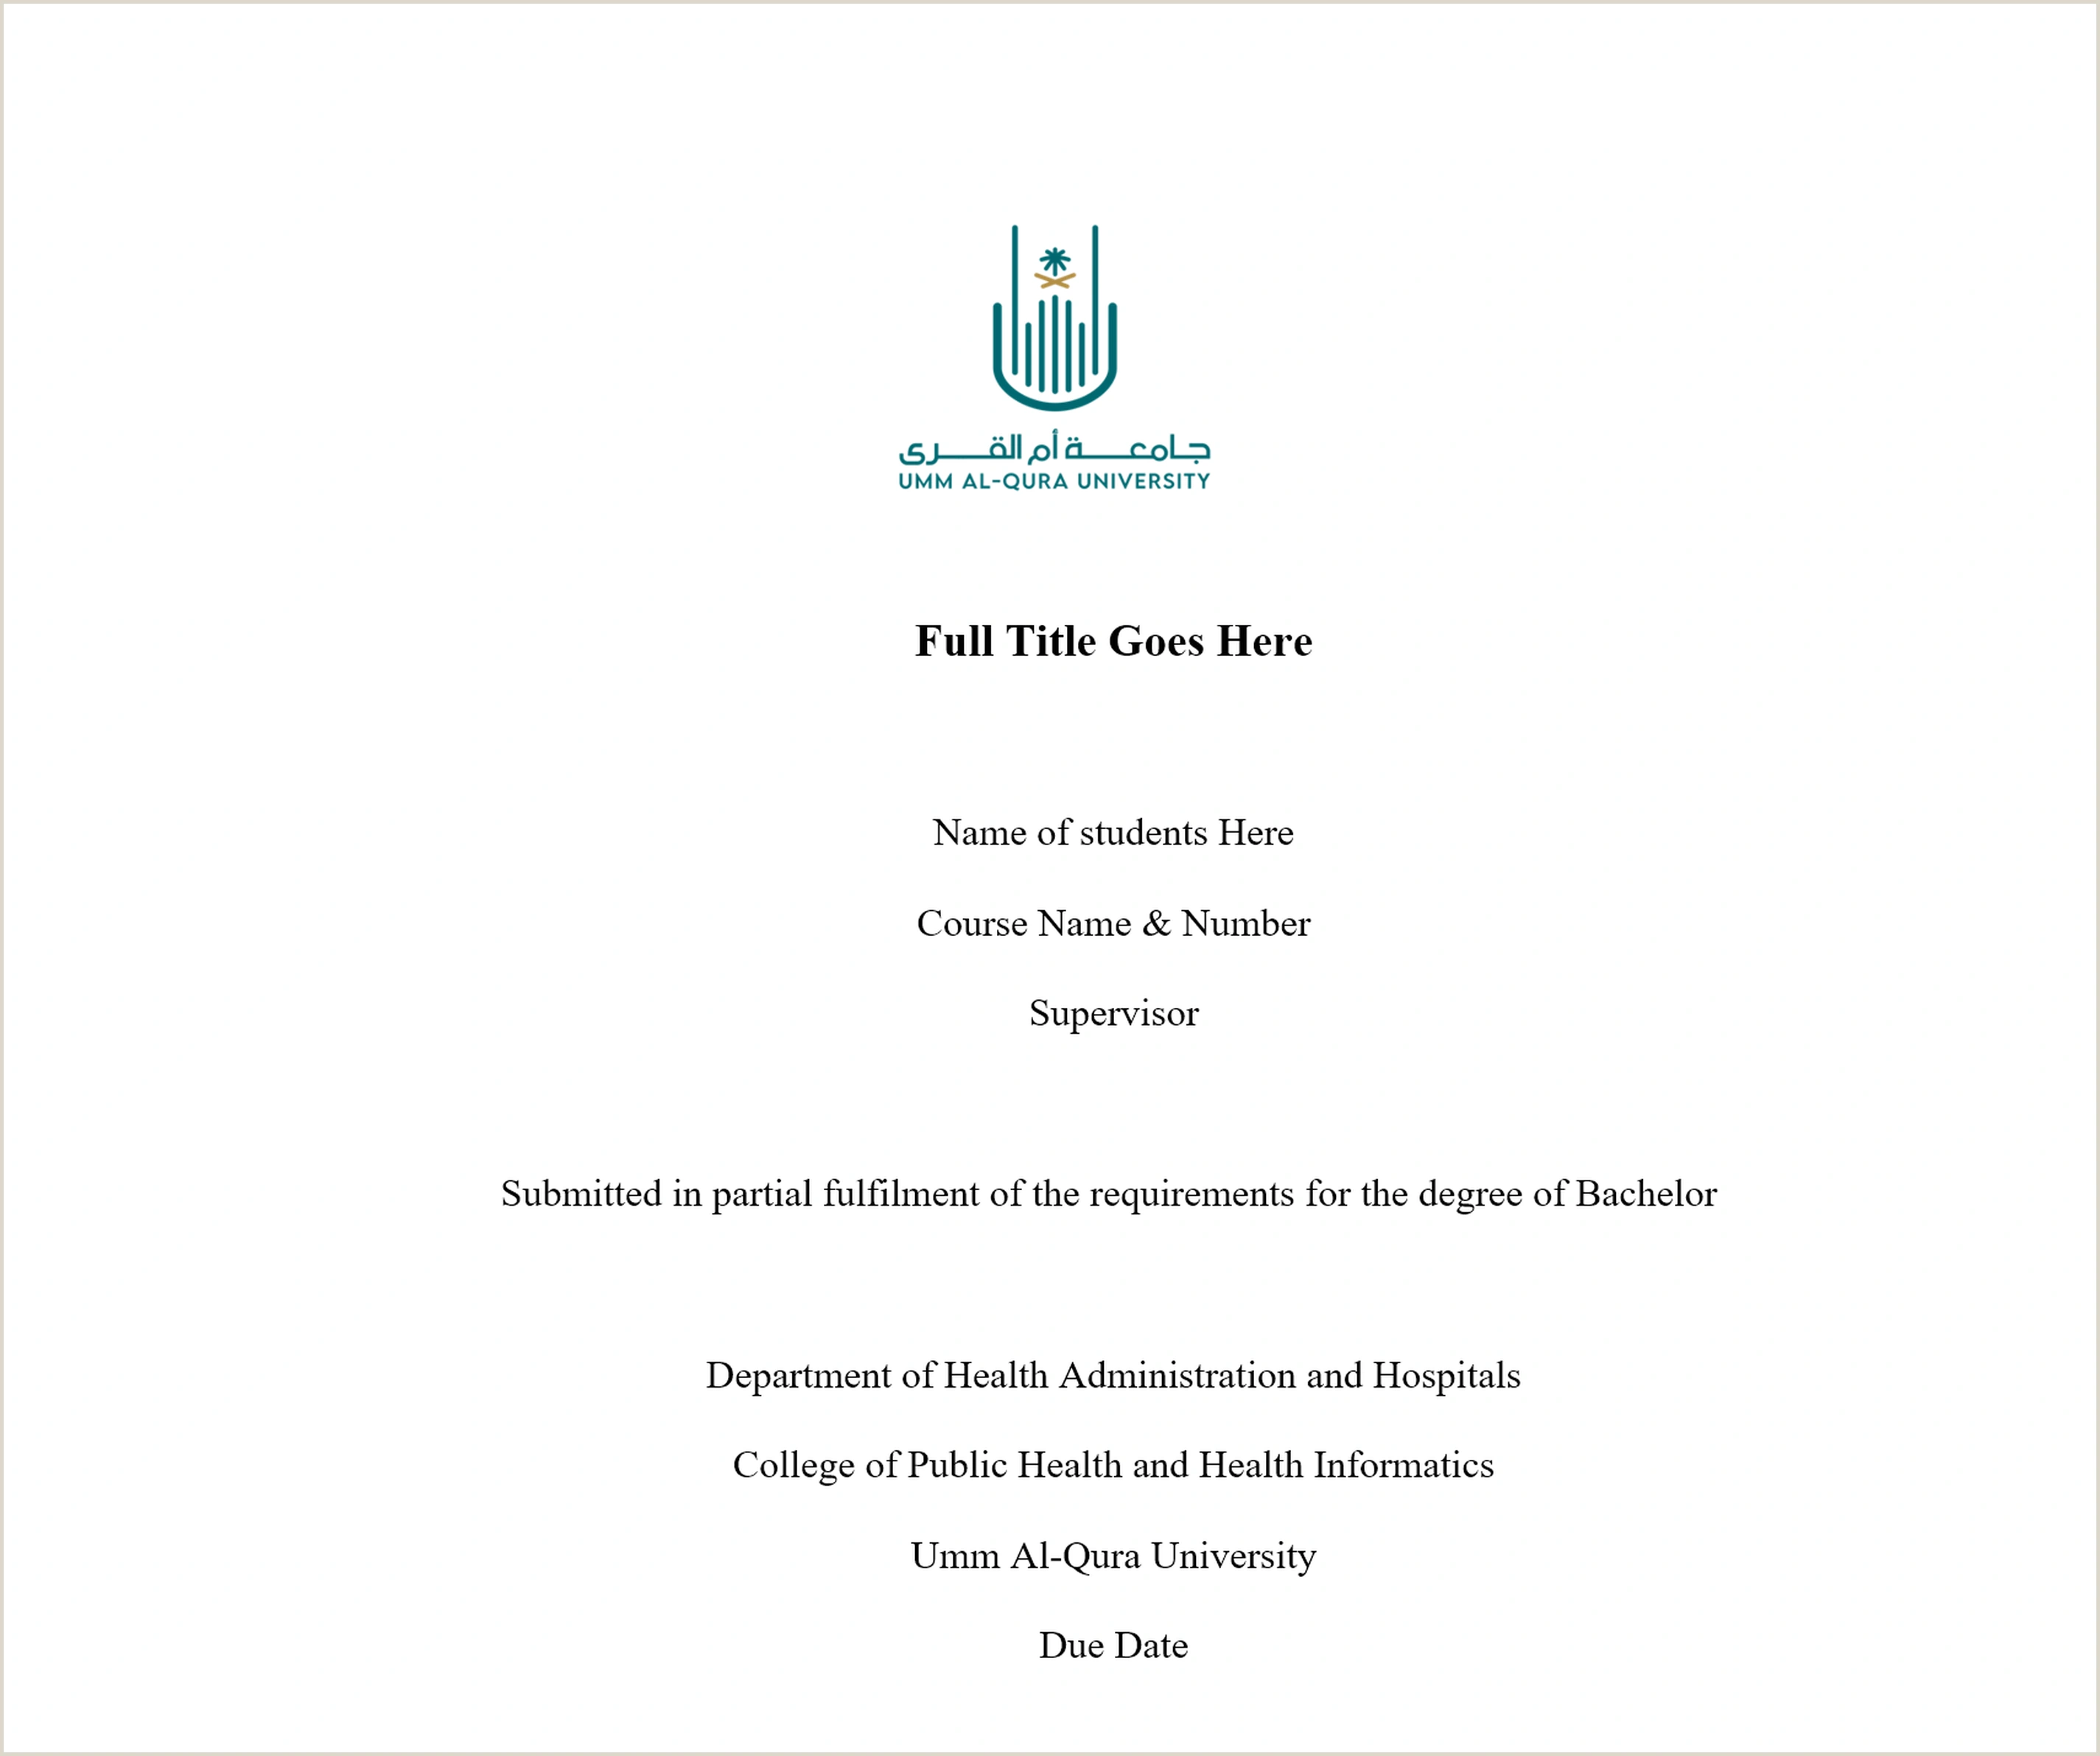 جامعة أم القرى
UMM AL-QURA UNIVERSITY
Full Title Goes Here
Name of students Here
Course Name & Number
Supervisor
Submitted in partial fulfilment of the requirements for the degree of Bachelor
Department of Health Administration and Hospitals
College of Public Health and Health Informatics
Umm Al-Qura University
Due Date